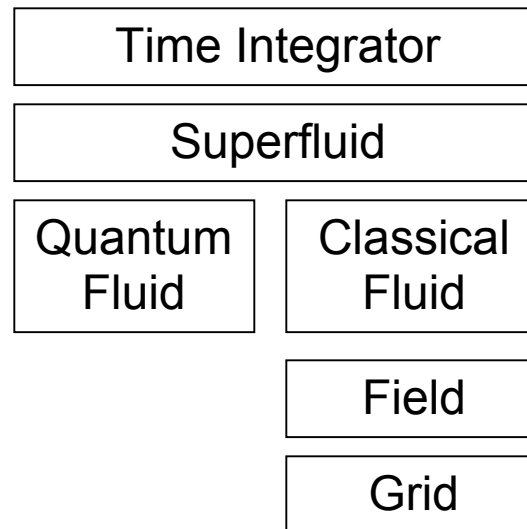 Time Integrator
Superfluid
Quantum
Fluid
Classical
Fluid
Field
Grid